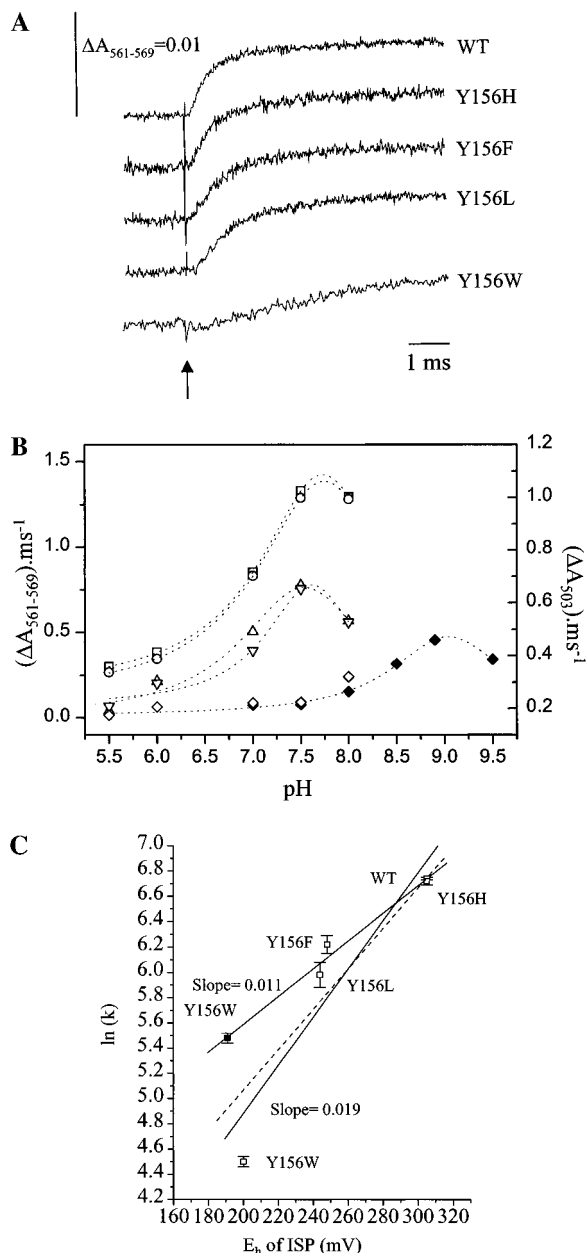 A
ΔA561-569=0.01
WT
Y156H
Y156F
Y156L
Y156W
1 ms
B
(ΔA561-569).ms-1
1.5
1.0
0.5
0.0
1.2
1.0
0.8
0.6
0.4
0.2
(ΔA503).ms-1
5.5 6.0 6.5 7.0 7.5 8.0 8.5 9.0 9.5
pH
C
ln (k)
7.0
6.8
6.6
6.4
6.2
6.0
5.8
5.6
5.4
5.2
5.0
4.8
4.6
4.4
4.2
WT
Y156H
Y156F
Y156L
Slope= 0.011
Y156W
Slope= 0.019
Y156W
160 180 200 220 240 260 280 300 320
Eh of ISP (mV)